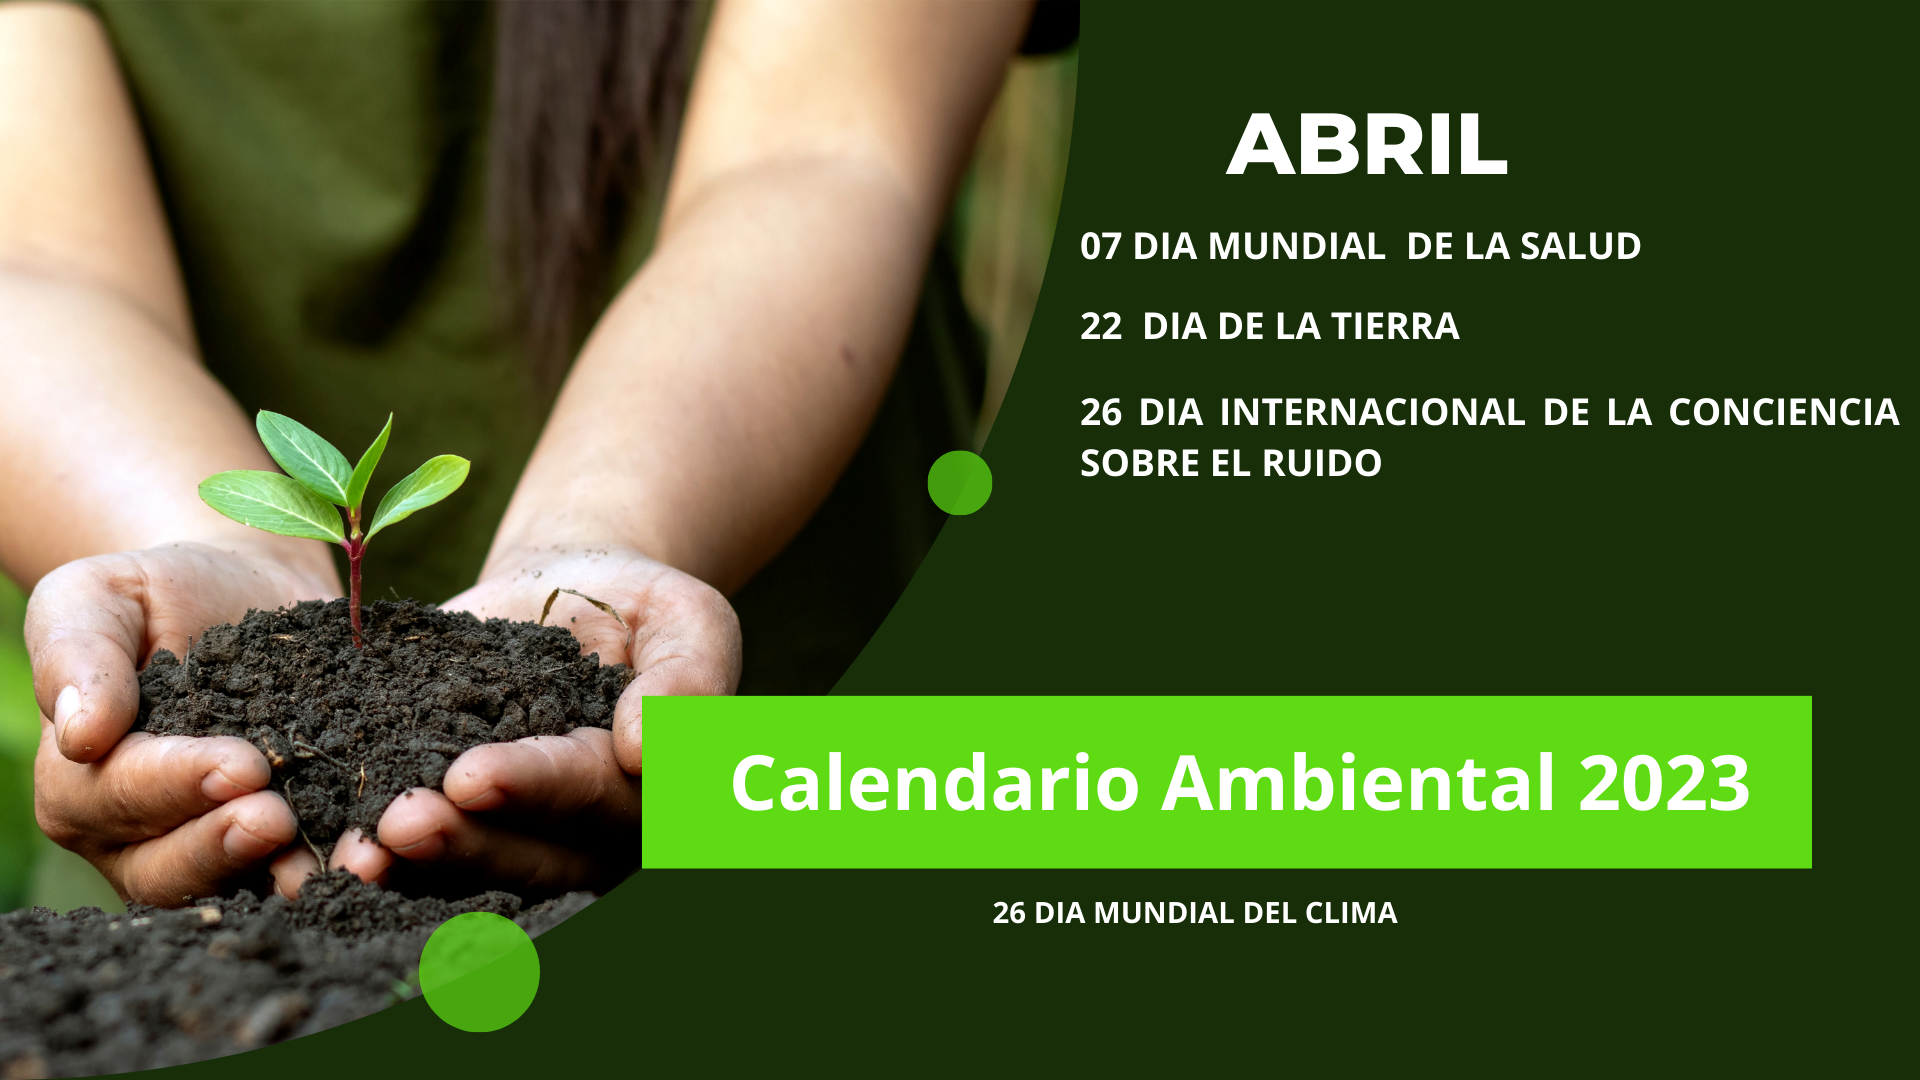 ABRIL
07 DIA MUNDIAL DE LA SALUD
22 DIA DE LA TIERRA
26 DIA INTERNACIONAL DE LA CONCIENCIA
SOBRE EL RUIDO
Calendario Ambiental 2023
26 DIA MUNDIAL DEL CLIMA